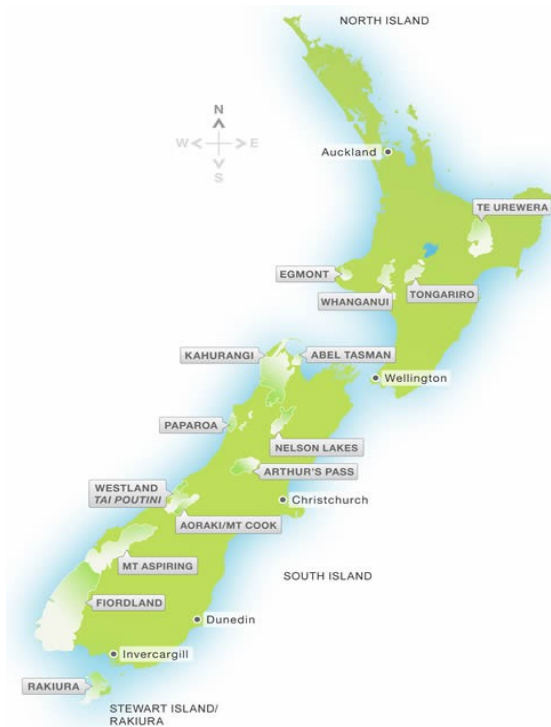 NORTH ISLAND
N
W
E
S
Auckland
TE UREWERA
EGMONT
WHANGANUI
TONGARIRO
KAHURANGI
ABEL TASMAN
Wellington
PAPAROA
NELSON LAKES
ARTHUR'S PASS
WESTLAND
TAI POUTINI
Christchurch
AORAKI/MT COOK
MT ASPIRING
SOUTH ISLAND
FIORDLAND
Dunedin
Invercargill
RAKIURA
STEWART ISLAND/
RAKIURA